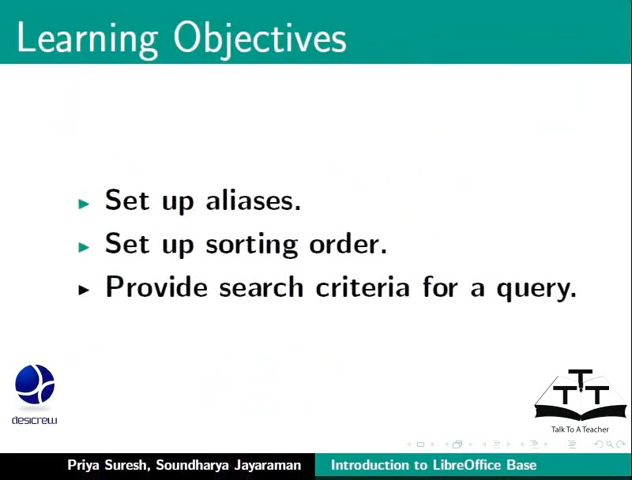 Learning Objectives
Set up aliases.
Set up sorting order.
Provide search criteria for a query.
desicrew
T T T
Talk To A Teacher
Priya Suresh, Soundharya Jayaraman
Introduction to LibreOffice Base